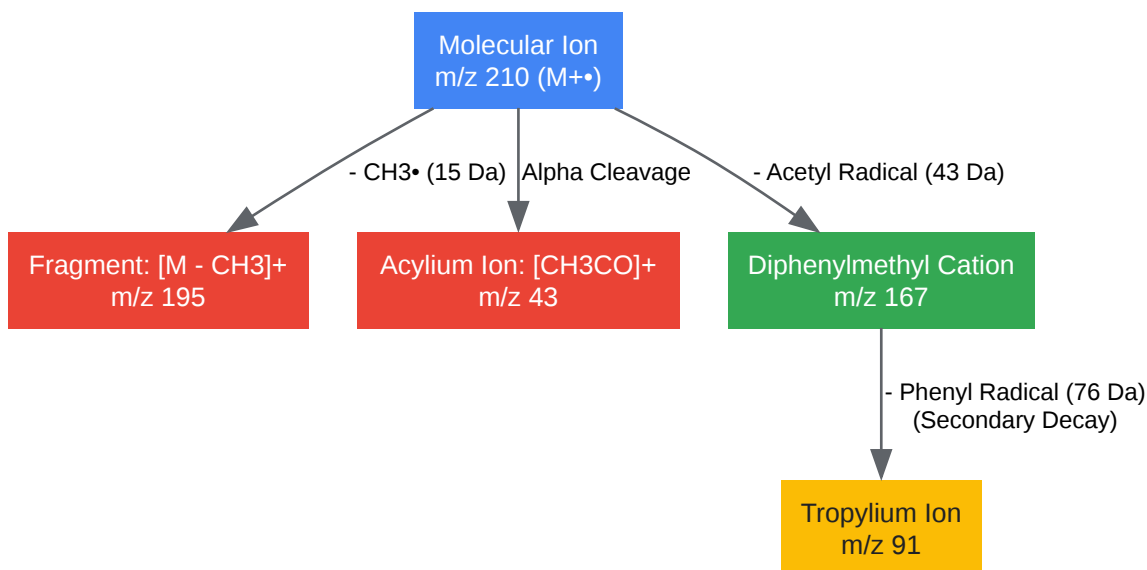 Molecular Ion
m/z 210 (M+•)
- CH3• (15 Da)
Alpha Cleavage
- Acetyl Radical (43 Da)
Fragment: [M - CH3]+
m/z 195
Acylium Ion: [CH3CO]+
m/z 43
Diphenylmethyl Cation
m/z 167
- Phenyl Radical (76 Da)
(Secondary Decay)
Tropylium Ion
m/z 91